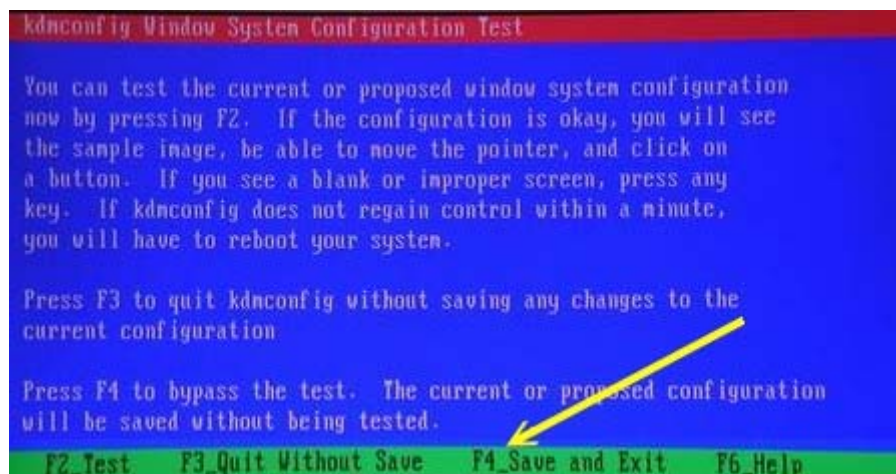 kdmconfig Window System Configuration Test
You can test the current or proposed window system configuration
now by pressing F2. If the configuration is okay, you will see
the sample image, be able to move the pointer, and click on
a button. If you see a blank or improper screen, press any
key. If kdmconfig does not regain control within a minute,
you will have to reboot your system.
Press F3 to quit kdmconfig without saving any changes to the
current configuration
Press F4 to bypass the test. The current or proposed configuration
will be saved without being tested.
F2_Test F3_Quit Without Save F4_Save and Exit F6_Help